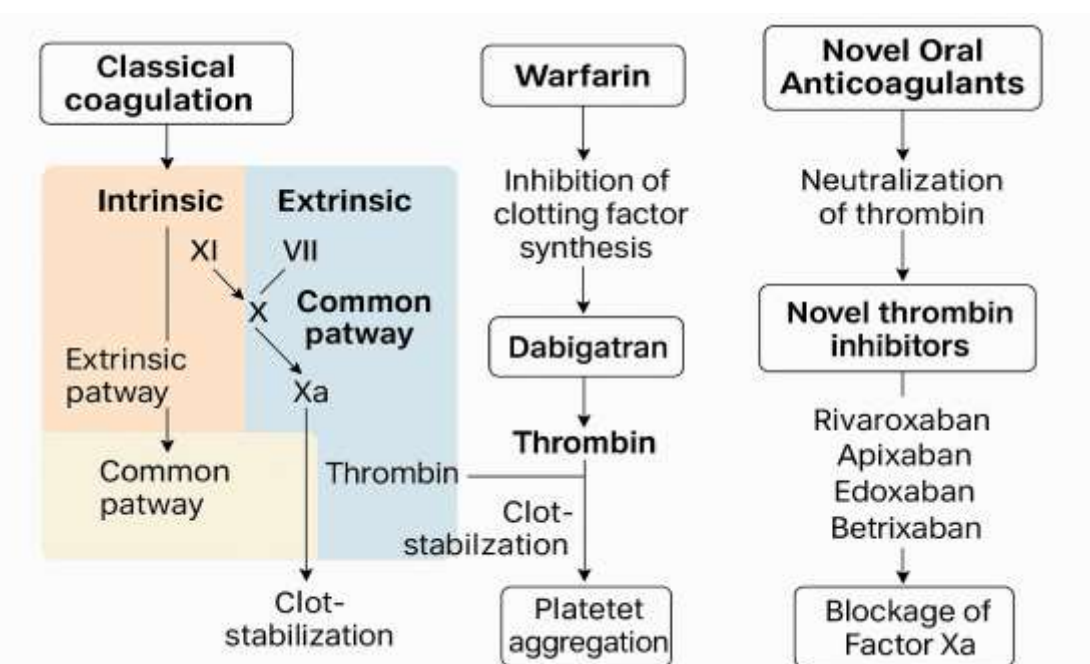 Classical
coagulation
Intrinsic
Extrinsic
XI
VII
X
Common
patway
Extrinsic
patway
Xa
Common
patway
Thrombin
Clot-
stabilization
Warfarin
Inhibition of
clotting factor
synthesis
Dabigatran
Thrombin
Clot-
stabilzation
Platetet
aggregation
Novel Oral
Anticoagulants
Neutralization
of thrombin
Novel thrombin
inhibitors
Rivaroxaban
Apixaban
Edoxaban
Betrixaban
Blockage of
Factor Xa